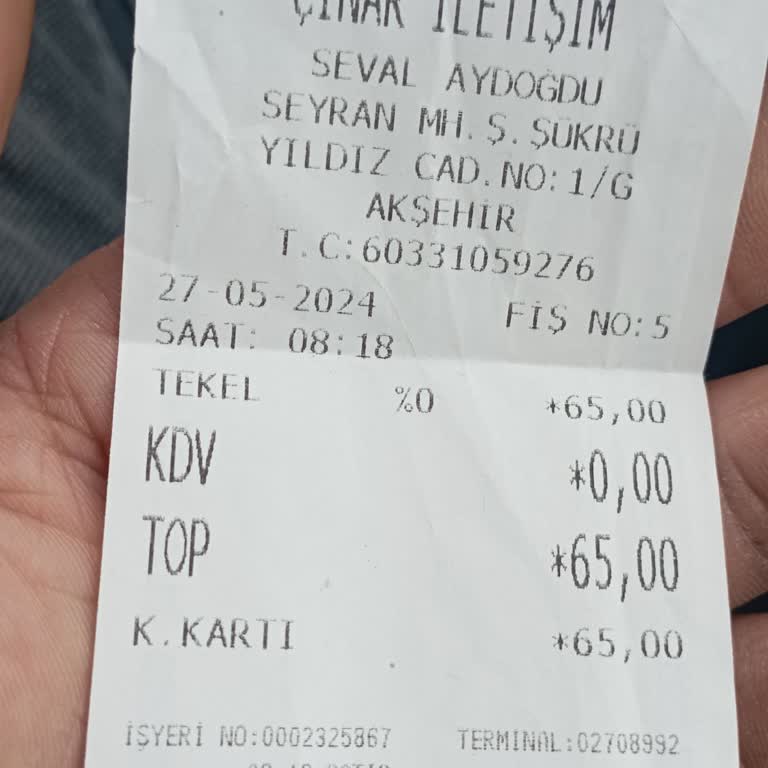 ÇINAR İLETİŞİM
SEVAL AYDOĞDU
SEYRAN MH. Ş. ŞÜKRÜ
YILDIZ CAD. NO: 1/G
AKŞEHİR
T.C:60331059276
27-05-2024 FİŞ NO: 5
SAAT: 08:18
TEKEL %0 *65,00
KDV *0,00
TOP *65,00
K.KARTI *65,00
İŞYERİ NO:0002325867 TERMINAL:02708992